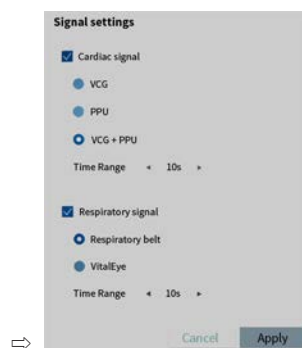 Signal settings
Cardiac signal
VCG
PPU
VCG + PPU
Time Range 10s
Respiratory signal
Respiratory belt
VitalEye
Time Range 10s
Cancel Apply